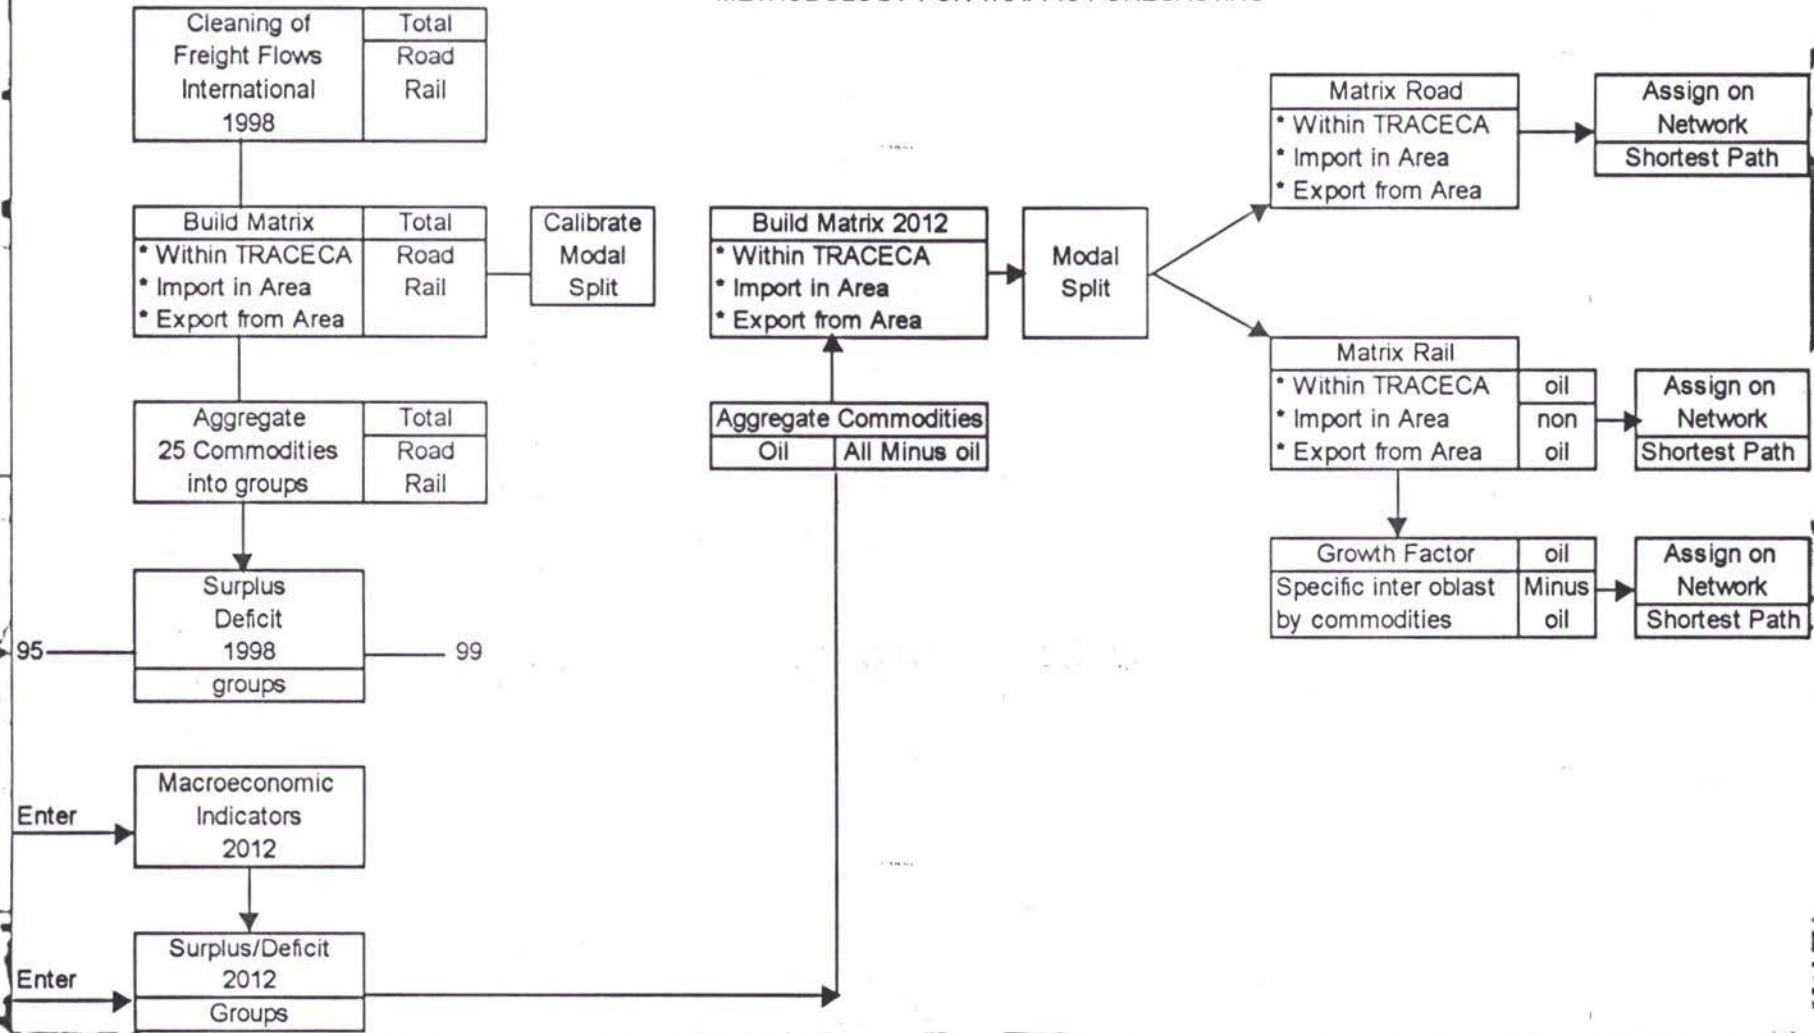 METHODOLOGY FOR TRAFFIC FORECASTING
Cleaning of
Freight Flows
International
1998
Total
Road
Rail
Build Matrix
* Within TRACECA
* Import in Area
* Export from Area
Total
Road
Rail
Calibrate
Modal
Split
Aggregate
25 Commodities
into groups
Total
Road
Rail
Surplus
Deficit
1998
groups
95
99
Enter
Macroeconomic
Indicators
2012
Enter
Surplus/Deficit
2012
Groups
Build Matrix 2012
* Within TRACECA
* Import in Area
* Export from Area
Aggregate Commodities
Oil
All Minus oil
Modal
Split
Matrix Road
* Within TRACECA
* Import in Area
* Export from Area
Assign on
Network
Shortest Path
Matrix Rail
* Within TRACECA
* Import in Area
* Export from Area
oil
non
oil
Assign on
Network
Shortest Path
Growth Factor
Specific inter oblast
by commodities
oil
Minus
oil
Assign on
Network
Shortest Path